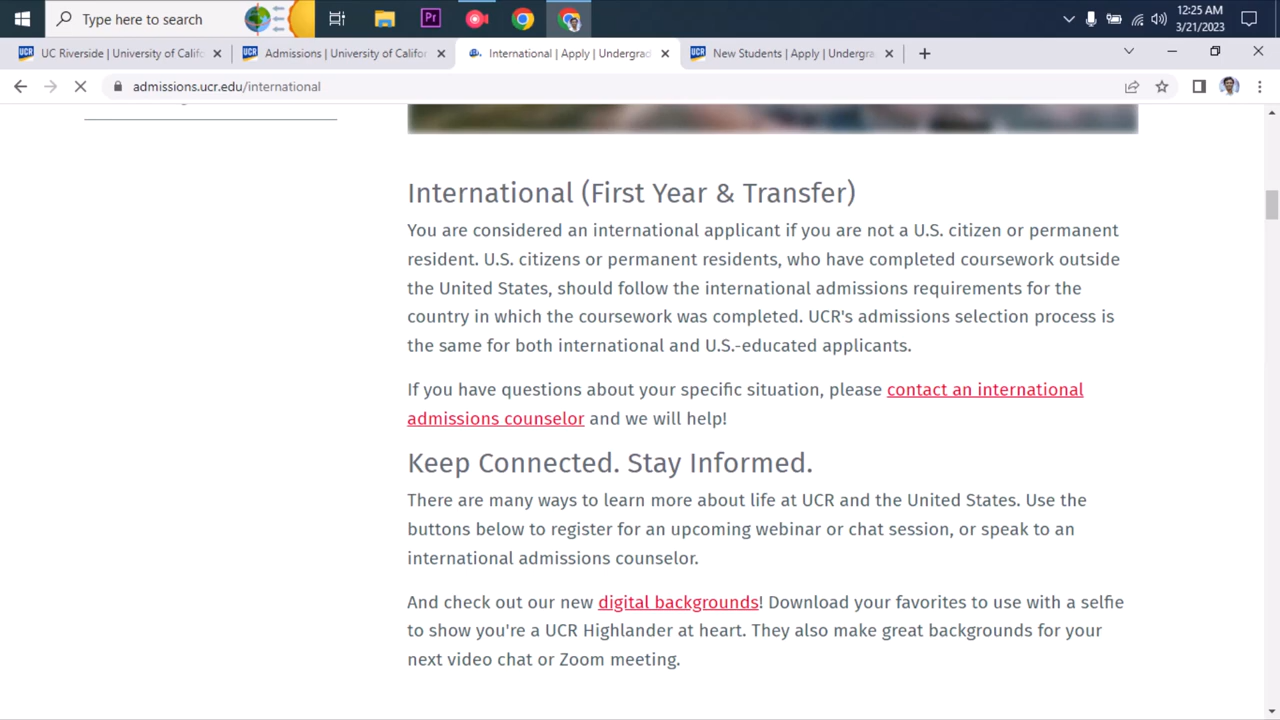 Type here to search
Pr
12:25 AM
3/21/2023
UCR
UC Riverside | University of Califo
UCR
Admissions | University of Califor
International | Apply | Undergrad
UCR
New Students | Apply | Undergra
admissions.ucr.edu/international
International (First Year & Transfer)
You are considered an international applicant if you are not a U.S. citizen or permanent
resident. U.S. citizens or permanent residents, who have completed coursework outside
the United States, should follow the international admissions requirements for the
country in which the coursework was completed. UCR's admissions selection process is
the same for both international and U.S.-educated applicants.
If you have questions about your specific situation, please contact an international
admissions counselor and we will help!
Keep Connected. Stay Informed.
There are many ways to learn more about life at UCR and the United States. Use the
buttons below to register for an upcoming webinar or chat session, or speak to an
international admissions counselor.
And check out our new digital backgrounds! Download your favorites to use with a selfie
to show you're a UCR Highlander at heart. They also make great backgrounds for your
next video chat or Zoom meeting.